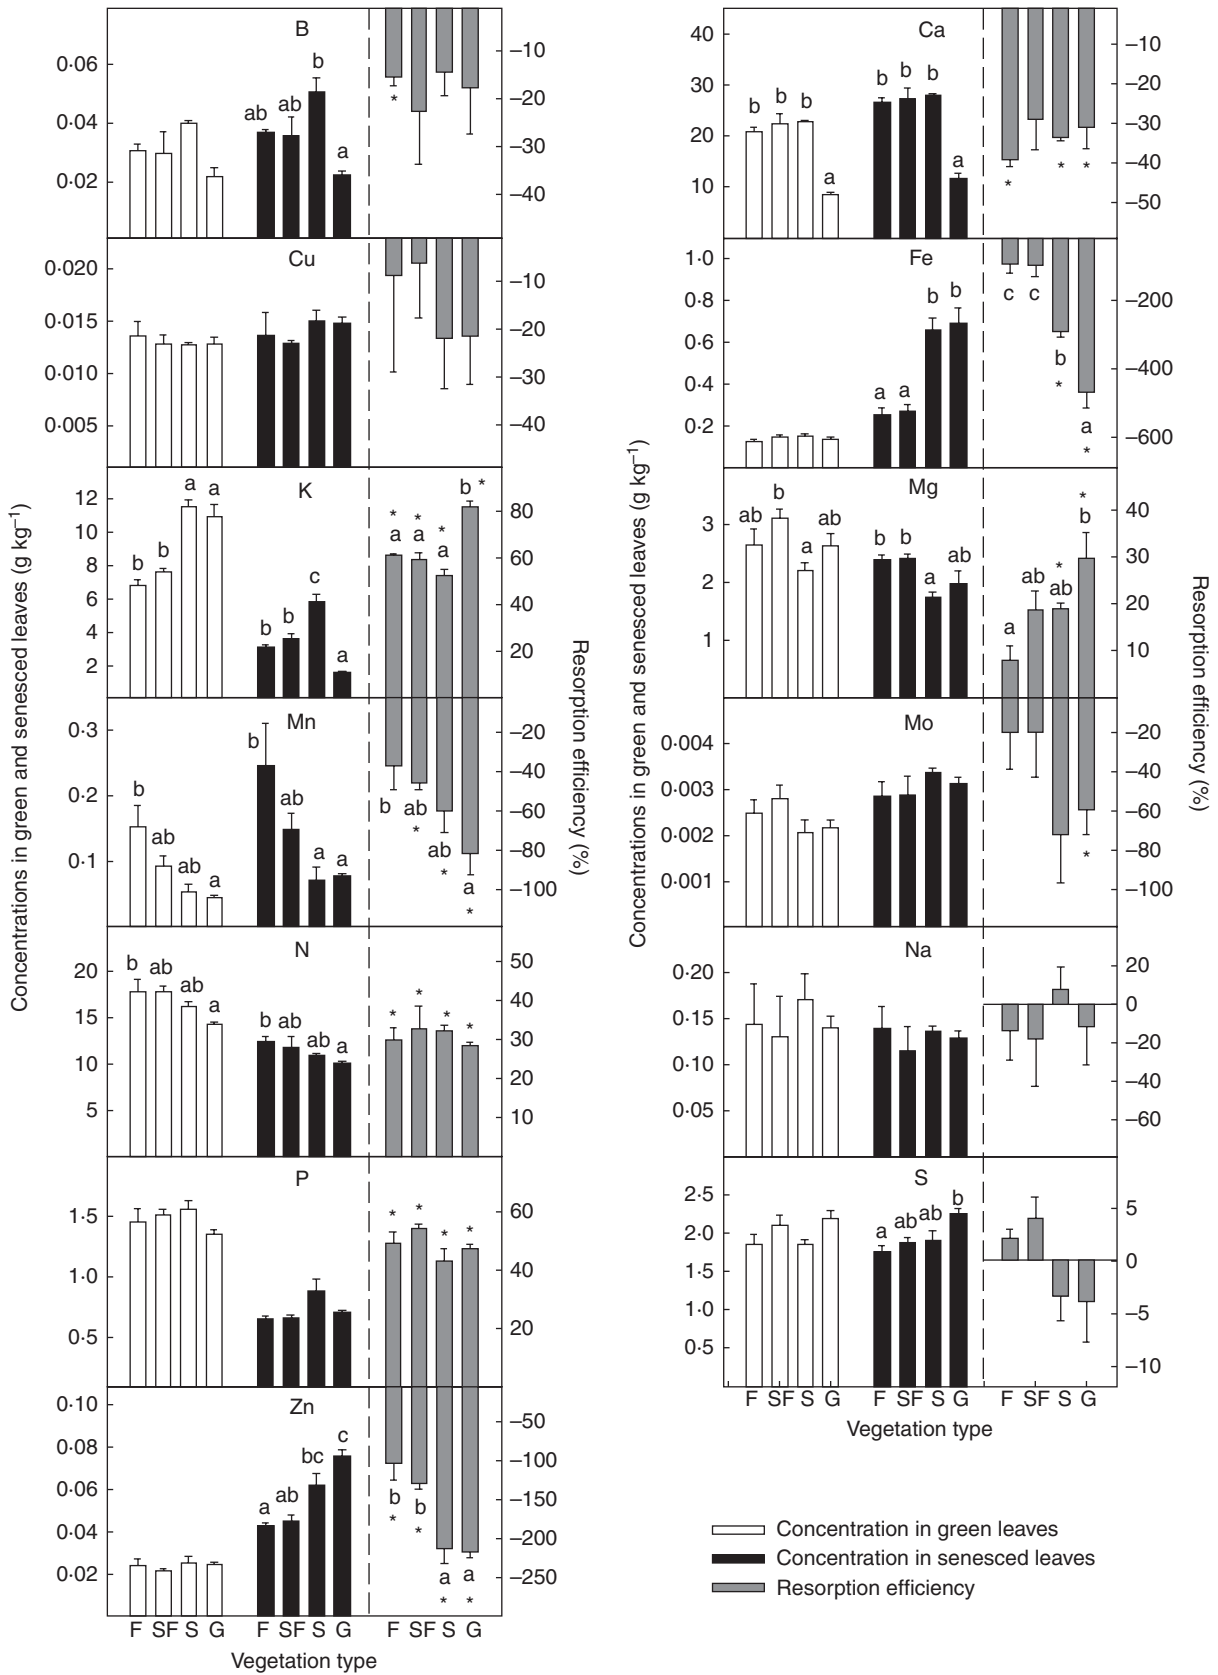 Concentrations in green and senesced leaves (g kg⁻¹)
B
0·06
0·04
0·02
ab ab b a
*
–10
–20
–30
–40
Cu
0·020
0·015
0·010
0·005
–10
–20
–30
–40
K
12
10
8
6
4
2
b b a a
b b c a
* * * *
a a a b
80
60
40
20
Mn
0·3
0·2
0·1
b ab ab a
b ab a a
b ab ab a
* * *
–20
–40
–60
–80
–100
N
20
15
10
5
b ab ab a
b ab ab a
* * * *
50
40
30
20
10
P
1·5
1·0
0·5
* * * *
60
40
20
Zn
0·10
0·08
0·06
0·04
0·02
a ab bc c
b b a a
* * * *
–50
–100
–150
–200
–250
F SF S G F SF S G F SF S G
Vegetation type
Resorption efficiency (%)
Concentrations in green and senesced leaves (g kg⁻¹)
Ca
40
30
20
10
b b b a
b b b a
* * *
–10
–20
–30
–40
–50
Fe
1·0
0·8
0·6
0·4
0·2
a a b b
c c b a
* *
–200
–400
–600
Mg
3
2
1
ab b a ab
b b a ab
a ab ab b
* *
40
30
20
10
Mo
0·004
0·003
0·002
0·001
*
–20
–40
–60
–80
–100
Na
0·20
0·15
0·10
0·05
20
0
–20
–40
–60
S
2·5
2·0
1·5
1·0
0·5
a ab ab b
5
0
–5
–10
F SF S G F SF S G F SF S G
Vegetation type
Resorption efficiency (%)
Concentration in green leaves
Concentration in senesced leaves
Resorption efficiency